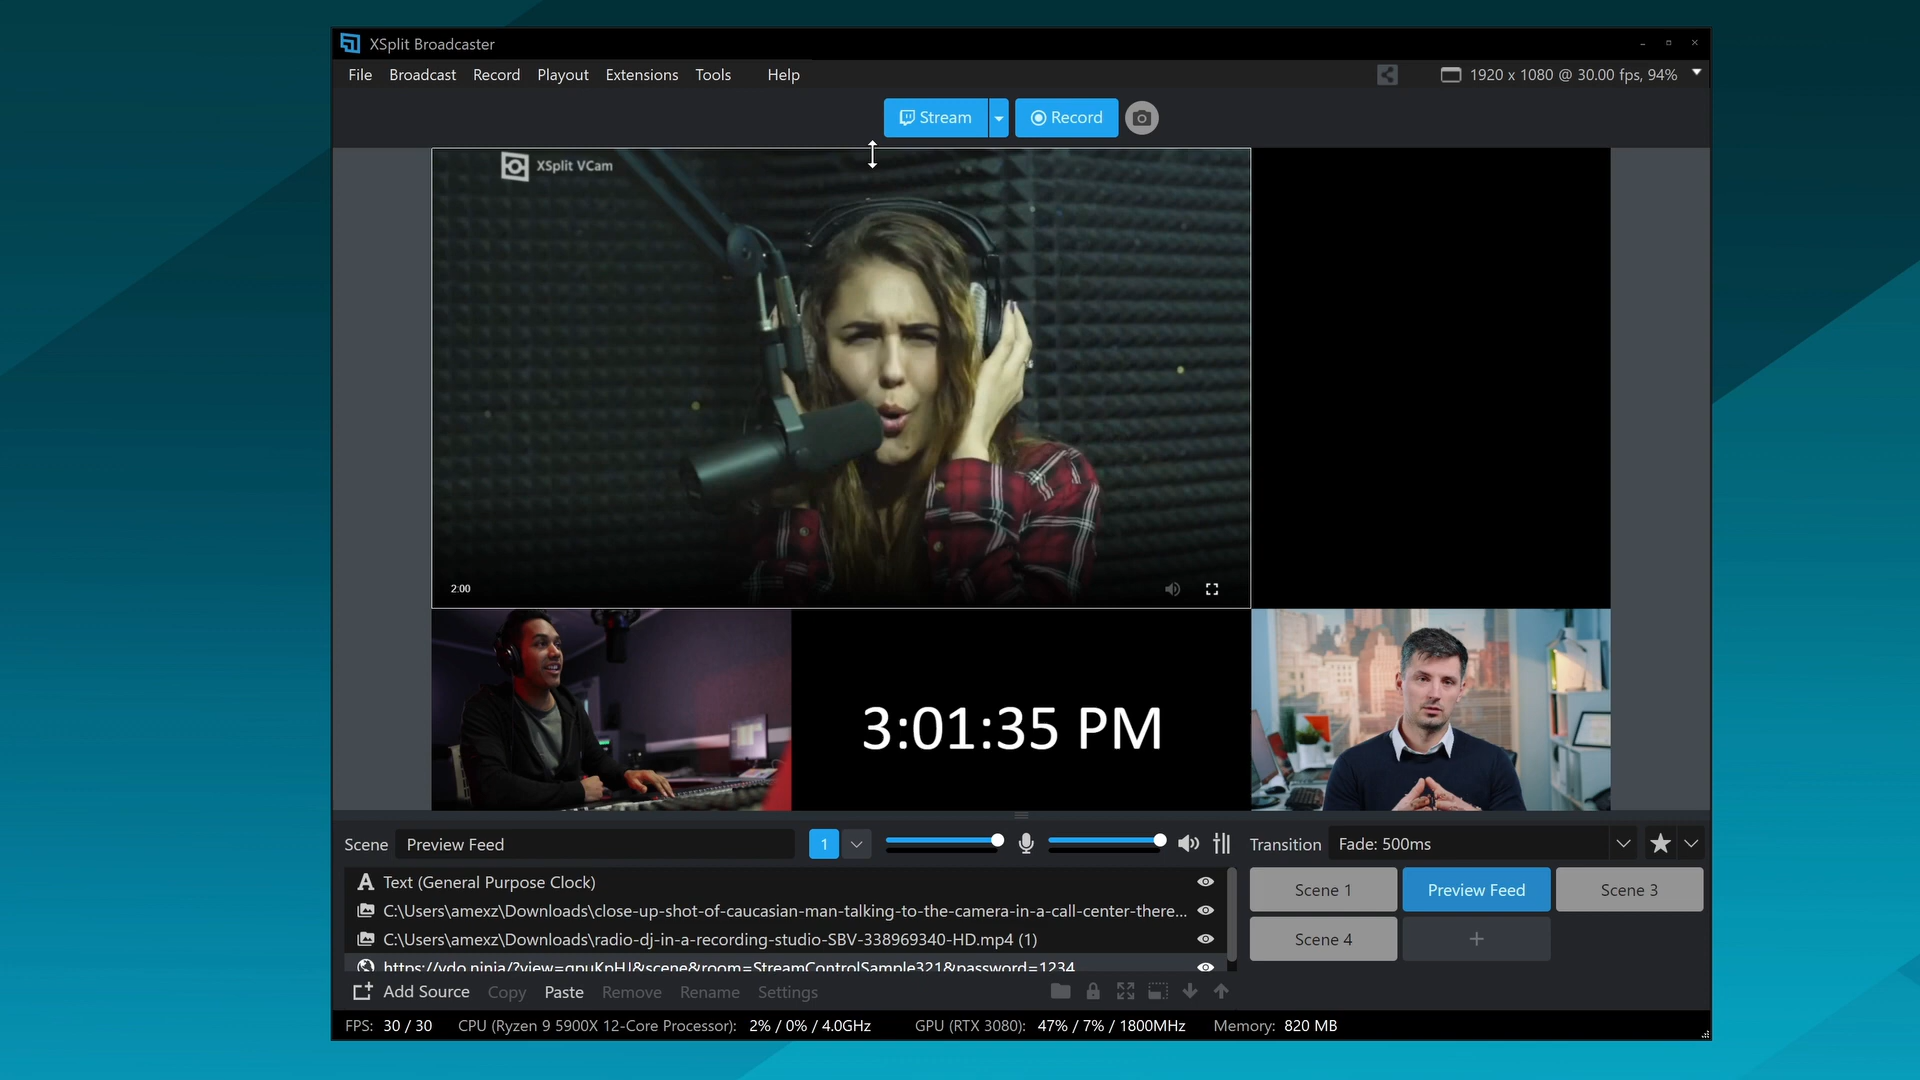 XSplit Broadcaster
File Broadcast Record Playout Extensions Tools Help
1920 x 1080 @ 30.00 fps, 94%
Stream Record
XSplit VCam
2:00
3:01:35 PM
Scene Preview Feed 1 Transition Fade: 500ms
Text (General Purpose Clock)
C:\Users\amexz\Downloads\close-up-shot-of-caucasian-man-talking-to-the-camera-in-a-call-center-there...
C:\Users\amexz\Downloads\radio-dj-in-a-recording-studio-SBV-338969340-HD.mp4 (1)
Scene 1 Preview Feed Scene 3
Scene 4 +
Add Source Copy Paste Remove Rename Settings
FPS: 30 / 30 CPU (Ryzen 9 5900X 12-Core Processor): 2% / 0% / 4.0GHz GPU (RTX 3080): 47% / 7% / 1800MHz Memory: 820 MB